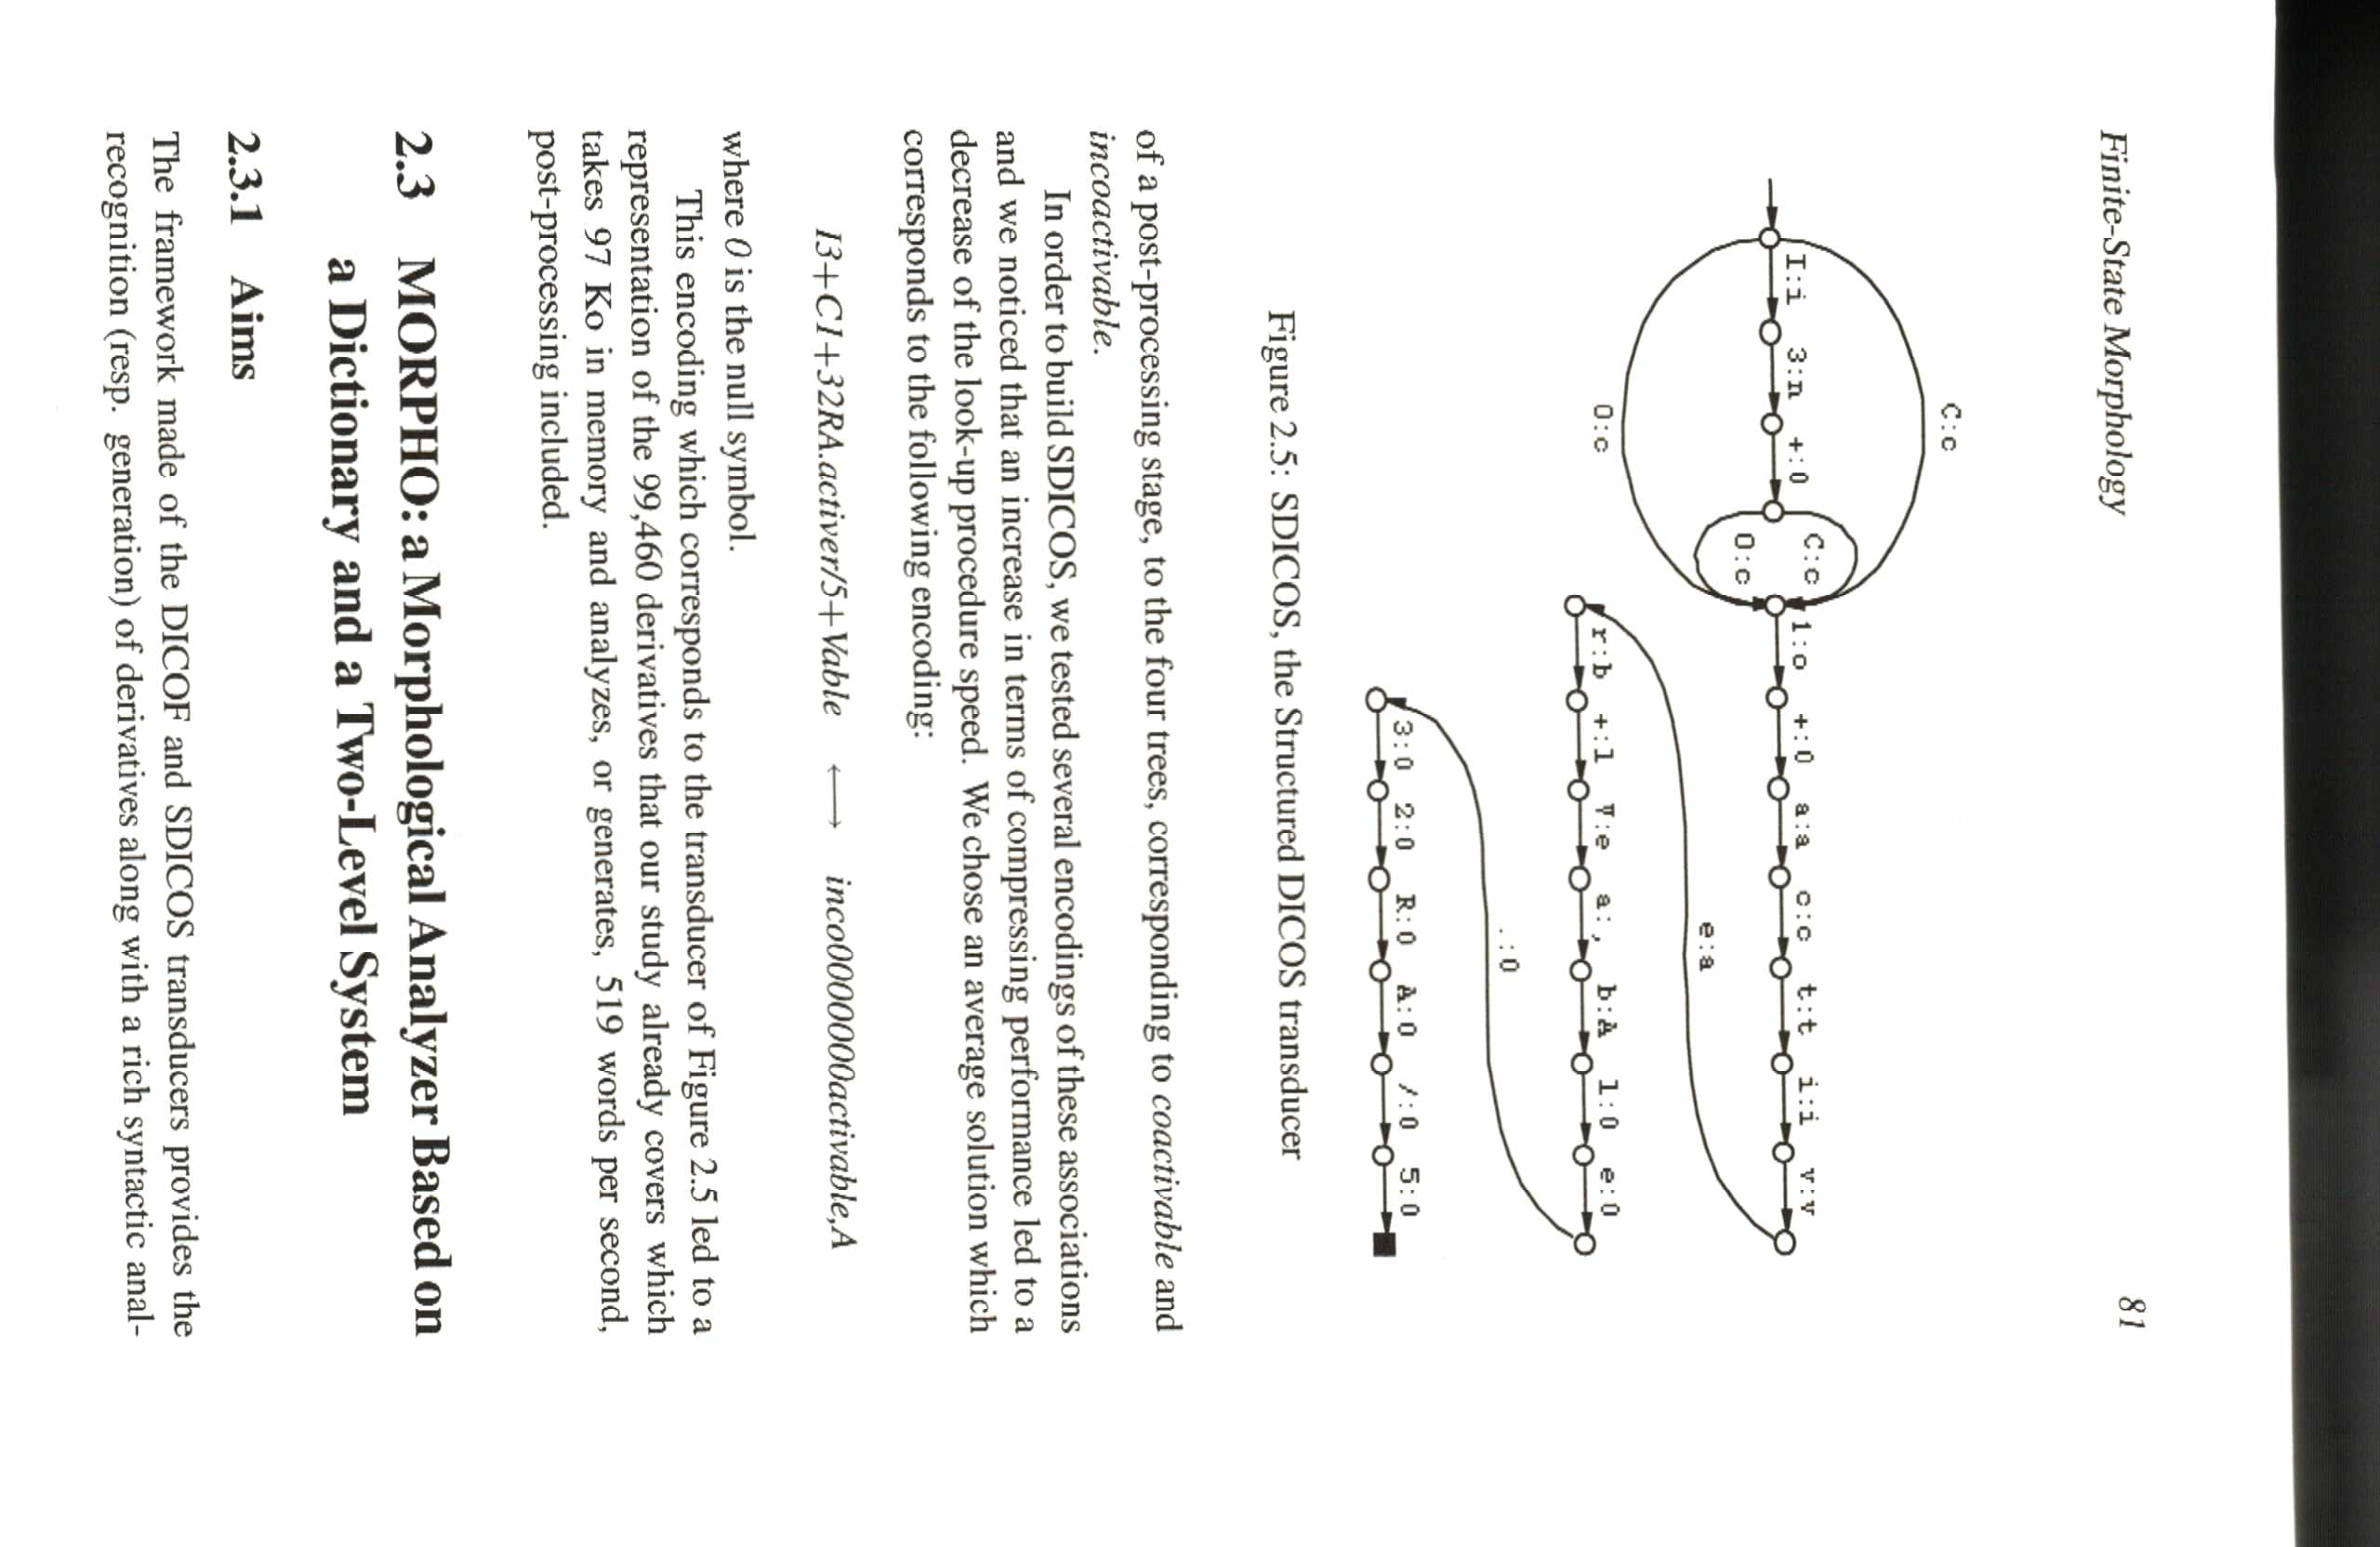 Finite-State Morphology 81
C:c
I:i 3:n +:0 C:c 1:o +:0 a:a c:c t:t i:i v:v
O:c
O:c
e:a
r:b +:l V:e a:, b:A l:0 e:0
.:0
3:0 2:0 R:0 A:0 /:0 5:0
Figure 2.5: SDICOS, the Structured DICOS transducer
of a post-processing stage, to the four trees, corresponding to coactivable and
incoactivable.
In order to build SDICOS, we tested several encodings of these associations
and we noticed that an increase in terms of compressing performance led to a
decrease of the look-up procedure speed. We chose an average solution which
corresponds to the following encoding:
I3+C1+32RA.activer/5+Vable ⟷ inco00000000activable,A
where 0 is the null symbol.
This encoding which corresponds to the transducer of Figure 2.5 led to a
representation of the 99,460 derivatives that our study already covers which
takes 97 Ko in memory and analyzes, or generates, 519 words per second,
post-processing included.
2.3 MORPHO: a Morphological Analyzer Based on
a Dictionary and a Two-Level System
2.3.1 Aims
The framework made of the DICOF and SDICOS transducers provides the
recognition (resp. generation) of derivatives along with a rich syntactic anal-